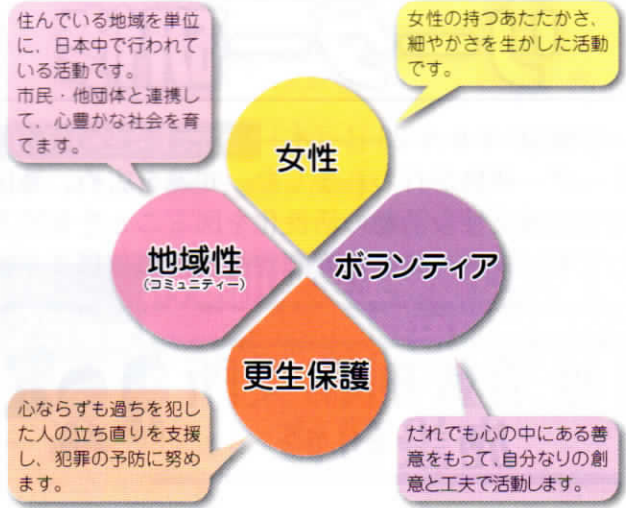 住んでいる地域を単位
に、日本中で行われて
いる活動です。
市民・他団体と連携し
て、心豊かな社会を育
てます。
女性の持つあたたかさ、
細やかさを生かした活動
です。
女性
地域性
(コミュニティー)
ボランティア
更生保護
心ならずも過ちを犯し
た人の立ち直りを支援
し、犯罪の予防に努め
ます。
だれでも心の中にある善
意をもって、自分なりの創
意と工夫で活動します。